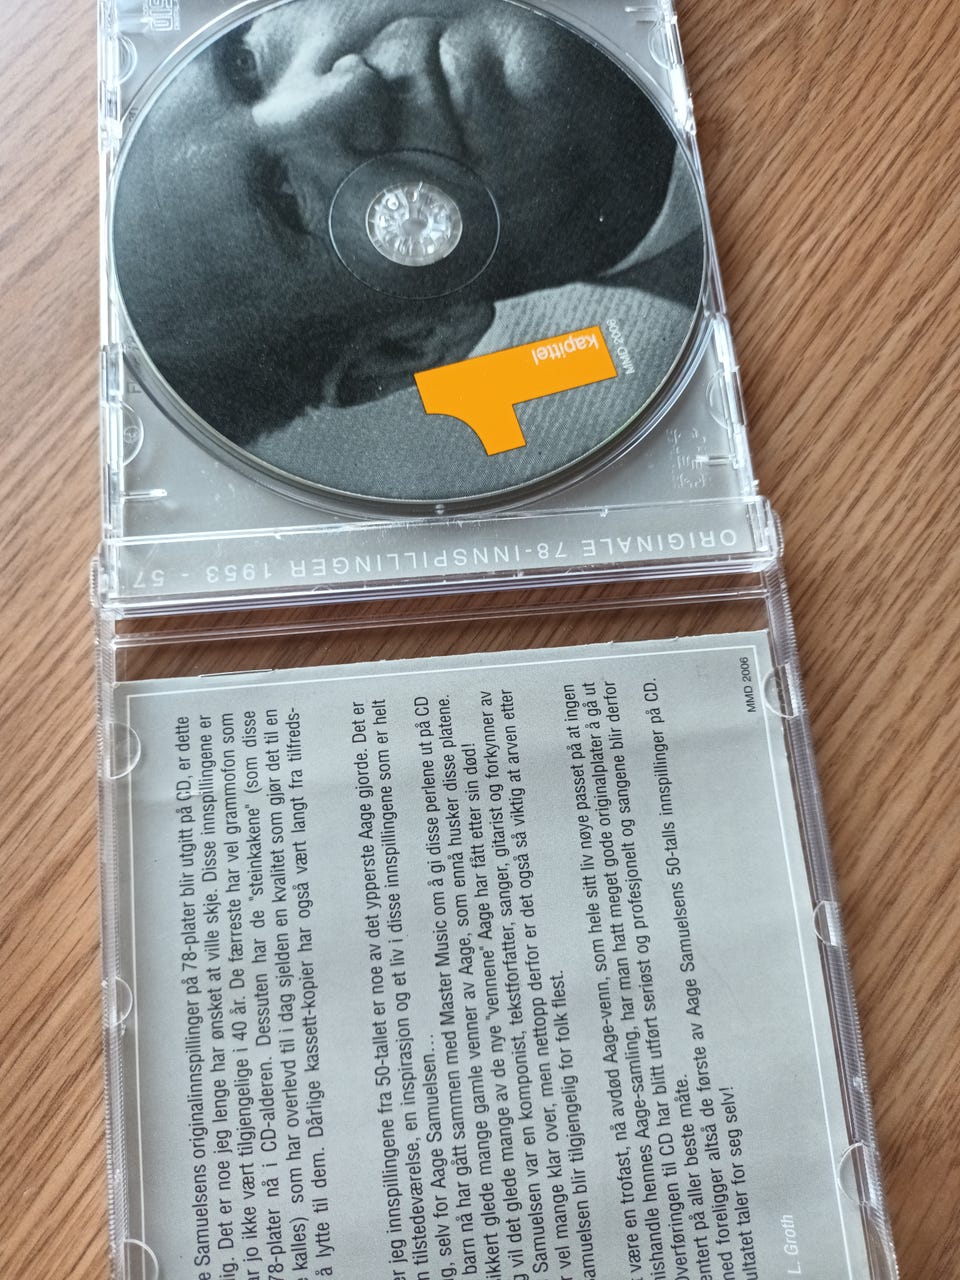 kapittel
1
MMD 2006
ORIGINALE 78-INNSPILLINGER 1953 - 57
Samuelsens originalinnspillinger på 78-plater blir utgitt på CD, er dette
Det er noe jeg lenge har ønsket at ville skje. Disse innspillingene er
jo ikke vært tilgjengelige i 40 år. De færreste har vel grammofon som
78-plater nå i CD-alderen. Dessuten har de "steinkakene" (som disse
kalles) som har overlevd til i dag sjelden en kvalitet som gjør det til en
å lytte til dem. Dårlige kassett-kopier har også vært langt fra tilfreds-
jeg innspillingene fra 50-tallet er noe av det ypperste Aage gjorde. Det er
tilstedeværelse, en inspirasjon og et liv i disse innspillingene som er helt
selv for Aage Samuelsen...
barn nå har gått sammen med Master Music om å gi disse perlene ut på CD
sikkert glede mange gamle venner av Aage, som ennå husker disse platene.
vil det glede mange av de nye "vennene" Aage har fått etter sin død!
Samuelsen var en komponist, tekstforfatter, sanger, gitarist og forkynner av
vel mange klar over, men nettopp derfor er det også så viktig at arven etter
Samuelsen blir tilgjengelig for folk flest.
være en trofast, nå avdød Aage-venn, som hele sitt liv nøye passet på at ingen
mishandle hennes Aage-samling, har man hatt meget gode originalplater å gå ut
Overføringen til CD har blitt utført seriøst og profesjonelt og sangene blir derfor
på aller beste måte.
foreligger altså de første av Aage Samuelsens 50-talls innspillinger på CD.
taler for seg selv!
L. Groth
MMD 2006